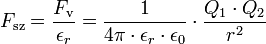 F_sz = F_v / ϵ_r = 1 / (4π · ϵ_r · ϵ_0) · Q_1 · Q_2 / r^2